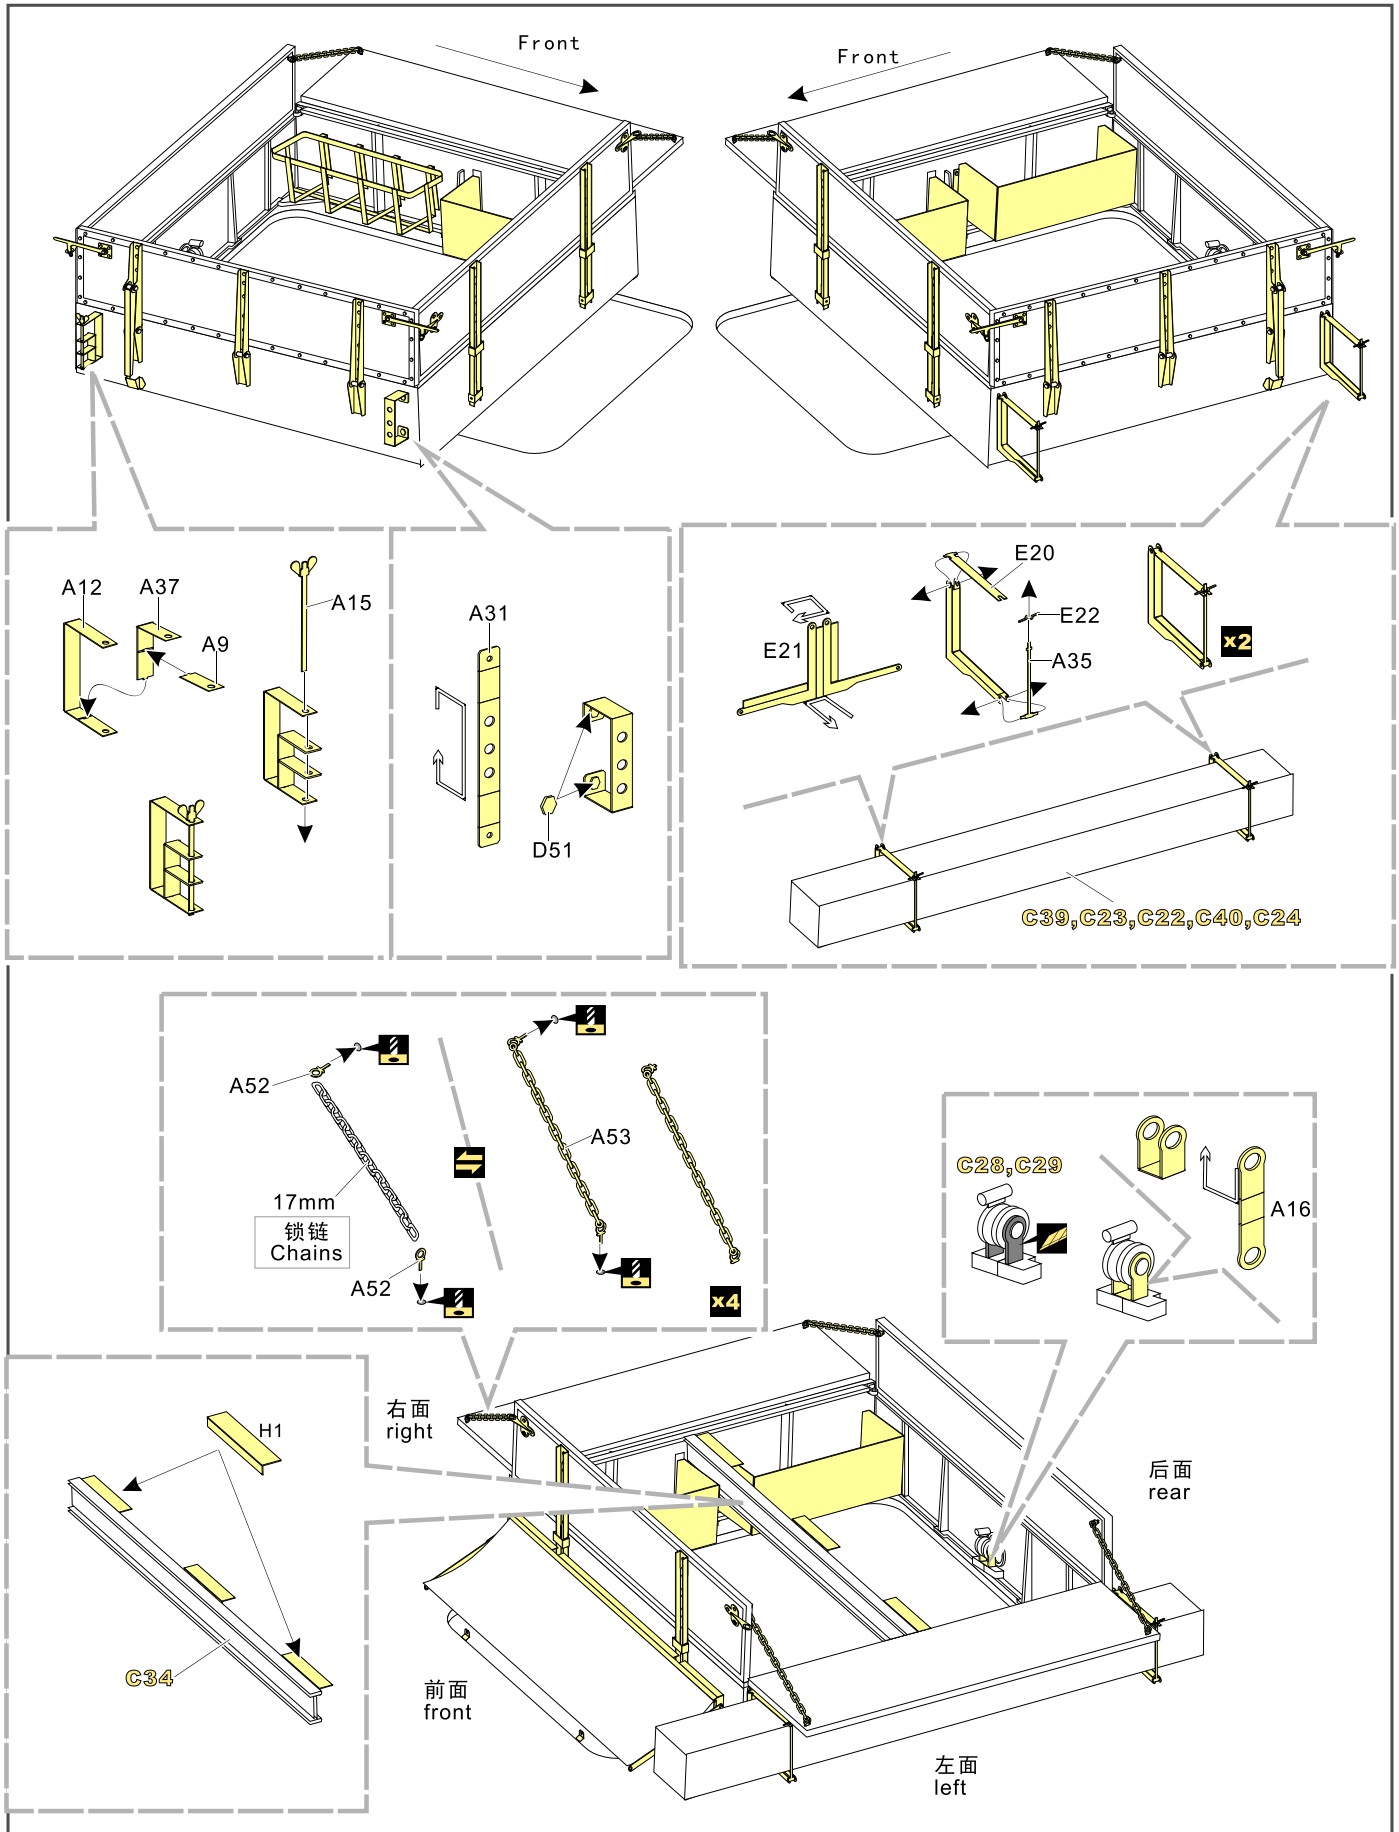 Front
Front
A12
A37
A9
A15
A31
D51
E20
E22
E21
A35
x2
C39,C23,C22,C40,C24
A52
17mm
锁链
Chains
A52
A53
x4
C28,C29
A16
右面
right
后面
rear
H1
C34
前面
front
左面
left